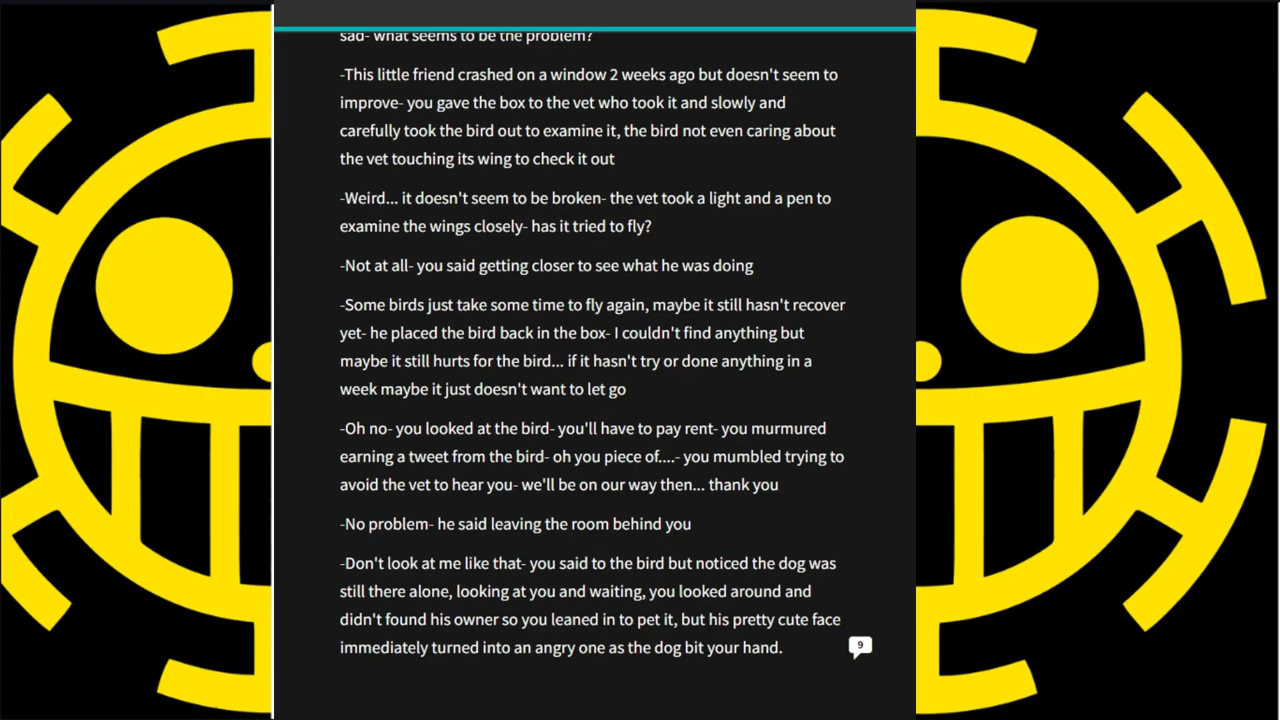 sad- what seems to be the problem?
-This little friend crashed on a window 2 weeks ago but doesn't seem to
improve- you gave the box to the vet who took it and slowly and
carefully took the bird out to examine it, the bird not even caring about
the vet touching its wing to check it out
-Weird... it doesn't seem to be broken- the vet took a light and a pen to
examine the wings closely- has it tried to fly?
-Not at all- you said getting closer to see what he was doing
-Some birds just take some time to fly again, maybe it still hasn't recover
yet- he placed the bird back in the box- I couldn't find anything but
maybe it still hurts for the bird... if it hasn't try or done anything in a
week maybe it just doesn't want to let go
-Oh no- you looked at the bird- you'll have to pay rent- you murmured
earning a tweet from the bird- oh you piece of....- you mumbled trying to
avoid the vet to hear you- we'll be on our way then... thank you
-No problem- he said leaving the room behind you
-Don't look at me like that- you said to the bird but noticed the dog was
still there alone, looking at you and waiting, you looked around and
didn't found his owner so you leaned in to pet it, but his pretty cute face
immediately turned into an angry one as the dog bit your hand.
9